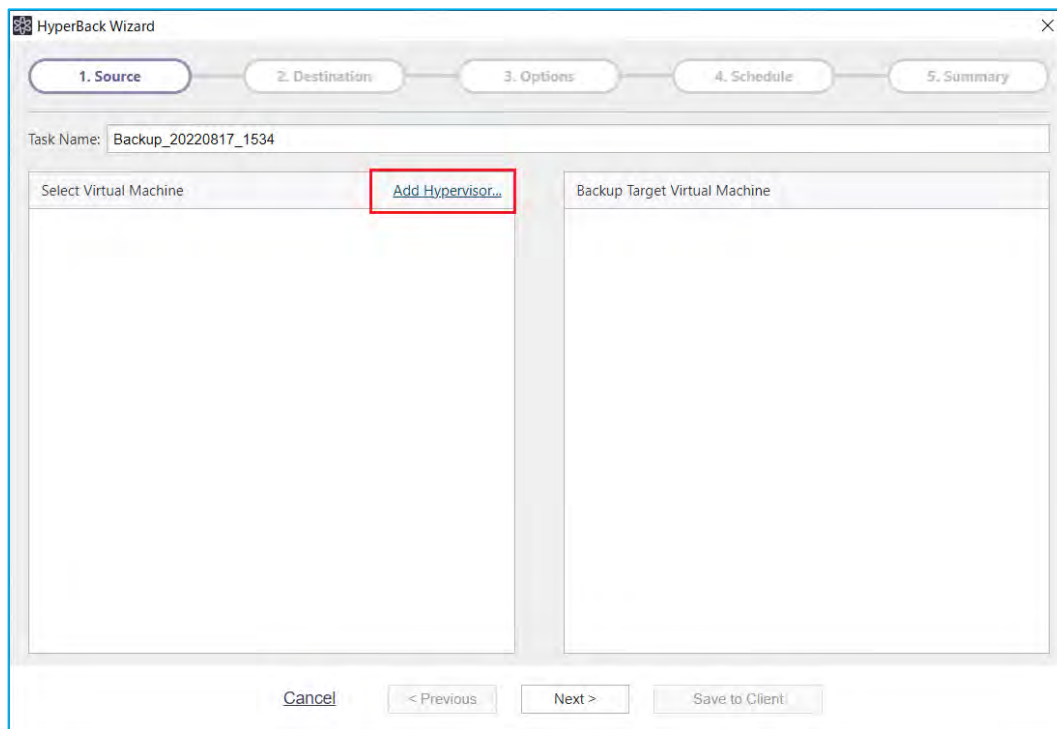 HyperBack Wizard
1. Source 2. Destination 3. Options 4. Schedule 5. Summary
Task Name: Backup_20220817_1534
Select Virtual Machine Add Hypervisor... Backup Target Virtual Machine
Cancel < Previous Next > Save to Client